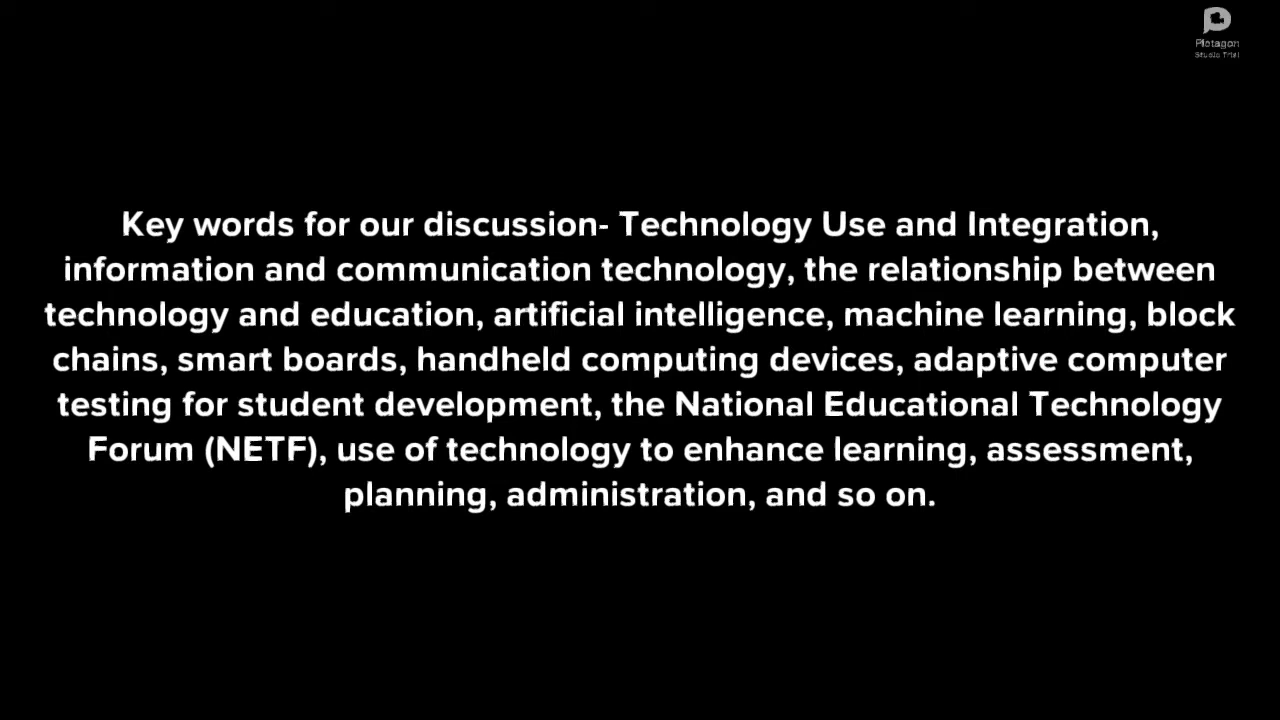 Plotagon
Studio Trial
Key words for our discussion- Technology Use and Integration,
information and communication technology, the relationship between
technology and education, artificial intelligence, machine learning, block
chains, smart boards, handheld computing devices, adaptive computer
testing for student development, the National Educational Technology
Forum (NETF), use of technology to enhance learning, assessment,
planning, administration, and so on.